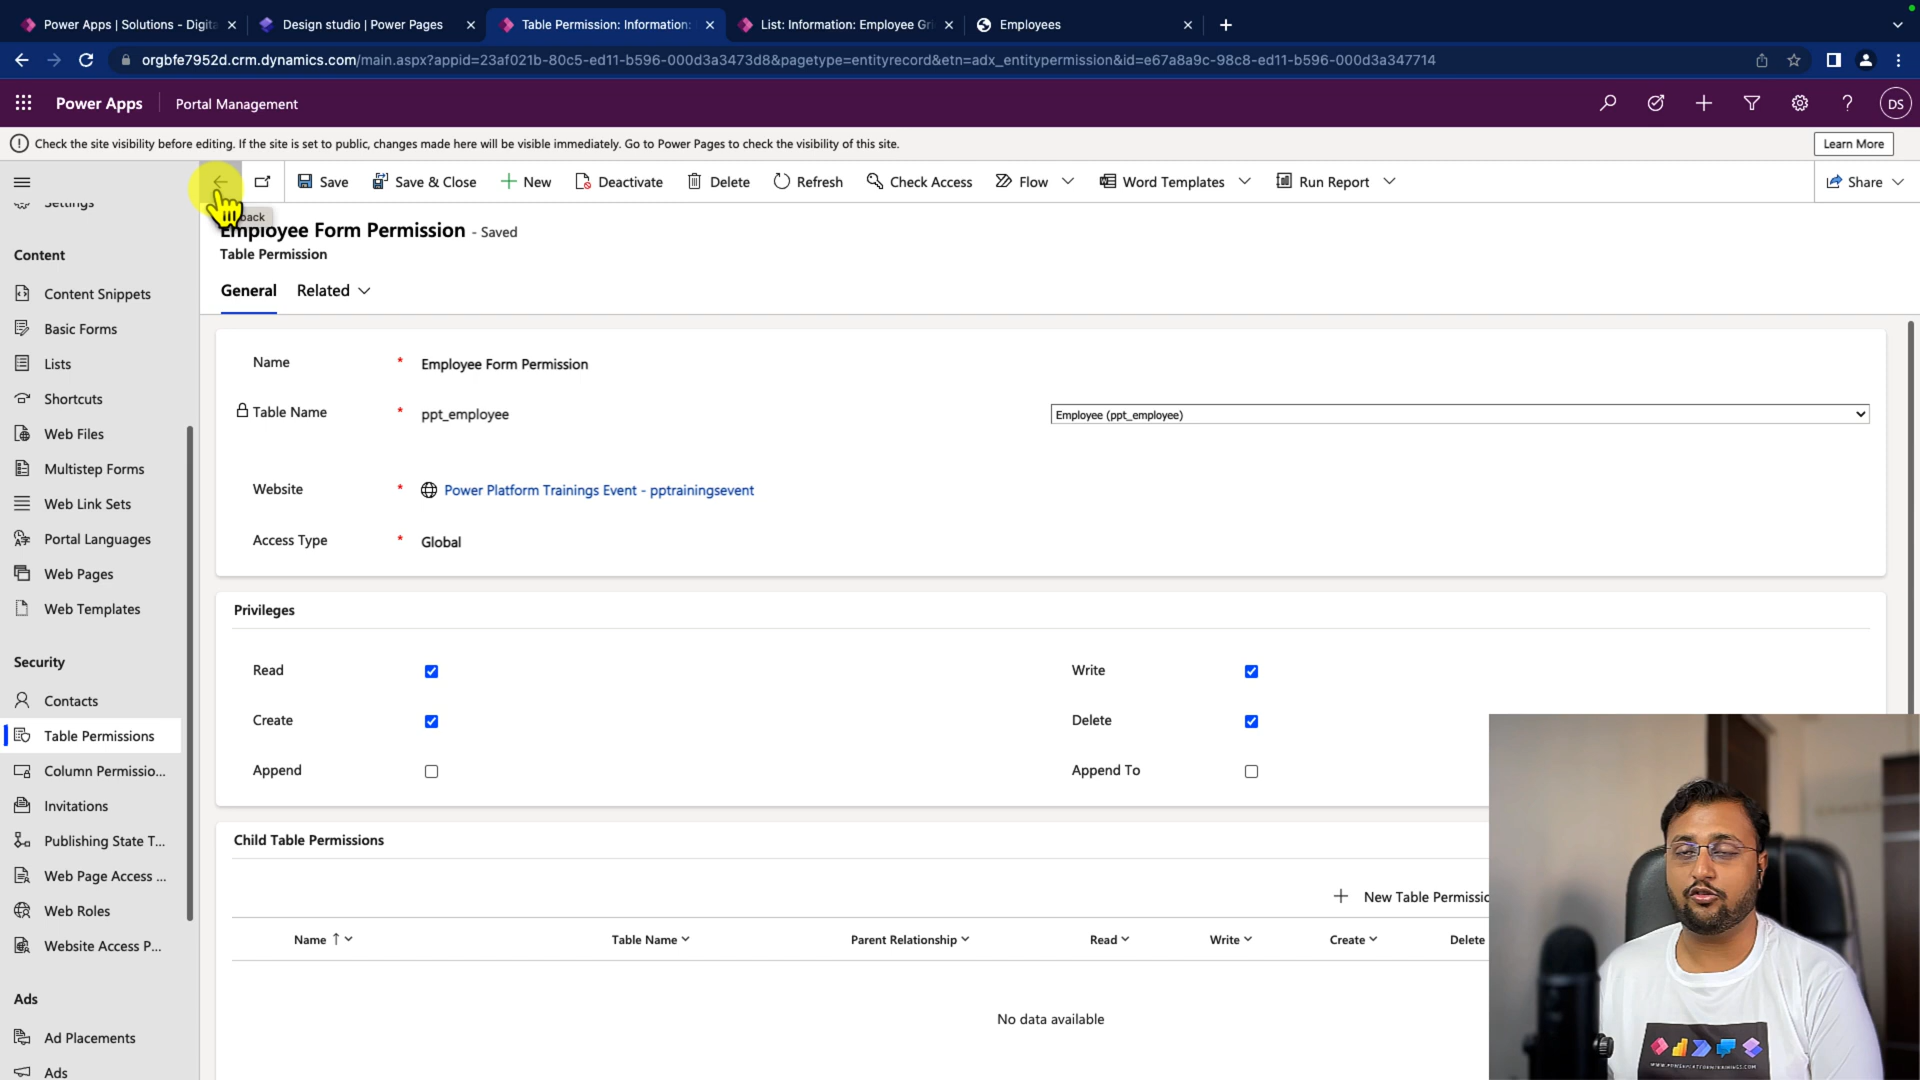 Power Apps | Solutions - Digita
Design studio | Power Pages
Table Permission: Information:
List: Information: Employee Gri
Employees
orgbfe7952d.crm.dynamics.com/main.aspx?appid=23af021b-80c5-ed11-b596-000d3a3473d8&pagetype=entityrecord&etn=adx_entitypermission&id=e67a8a9c-98c8-ed11-b596-000d3a347714
Power Apps
Portal Management
DS
Check the site visibility before editing. If the site is set to public, changes made here will be visible immediately. Go to Power Pages to check the visibility of this site.
Learn More
Save
Save & Close
New
Deactivate
Delete
Refresh
Check Access
Flow
Word Templates
Run Report
Share
back
Employee Form Permission - Saved
Table Permission
General
Related
Settings
Content
Content Snippets
Basic Forms
Lists
Shortcuts
Web Files
Multistep Forms
Web Link Sets
Portal Languages
Web Pages
Web Templates
Security
Contacts
Table Permissions
Column Permissio...
Invitations
Publishing State T...
Web Page Access ...
Web Roles
Website Access P...
Ads
Ad Placements
Ads
Name * Employee Form Permission
Table Name * ppt_employee
Employee (ppt_employee)
Website * Power Platform Trainings Event - pptrainingsevent
Access Type * Global
Privileges
Read
Write
Create
Delete
Append
Append To
Child Table Permissions
New Table Permissio
Name
Table Name
Parent Relationship
Read
Write
Create
Delete
No data available
WWW.POWERPLATFORMTRAININGS.COM